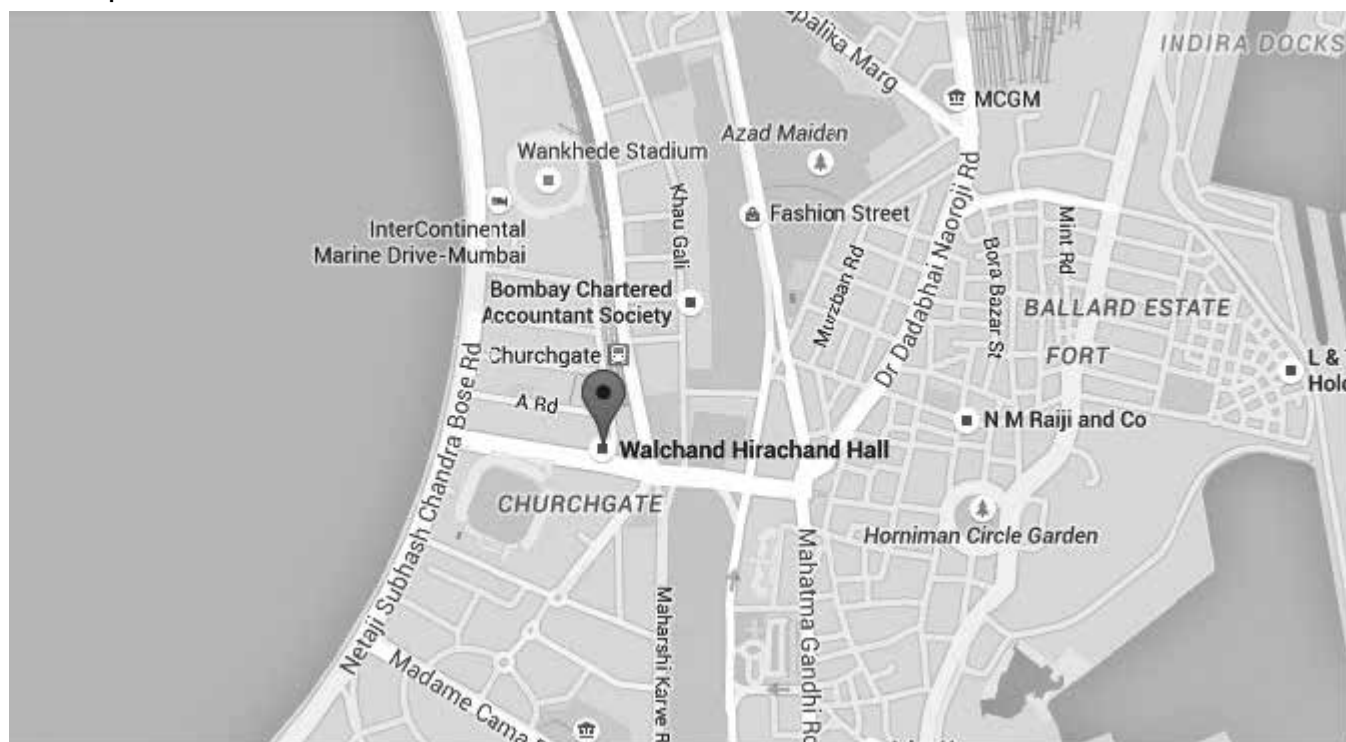 INDIRA DOCKS
Marg
MCGM
Azad Maidan
Wankhede Stadium
Khau Gali
Fashion Street
Dr Dadabhai Naoroji Rd
Mint Rd
InterContinental
Marine Drive-Mumbai
Murzban Rd
Bora Bazar St
Bombay Chartered
Accountant Society
BALLARD ESTATE
FORT
Churchgate
L &
A Rd
N M Raiji and Co
Walchand Hirachand Hall
Netaji Subhash Chandra Bose Rd
CHURCHGATE
Horniman Circle Garden
Mahatma Gandhi Rd
Maharshi Karve R
Madame Cama